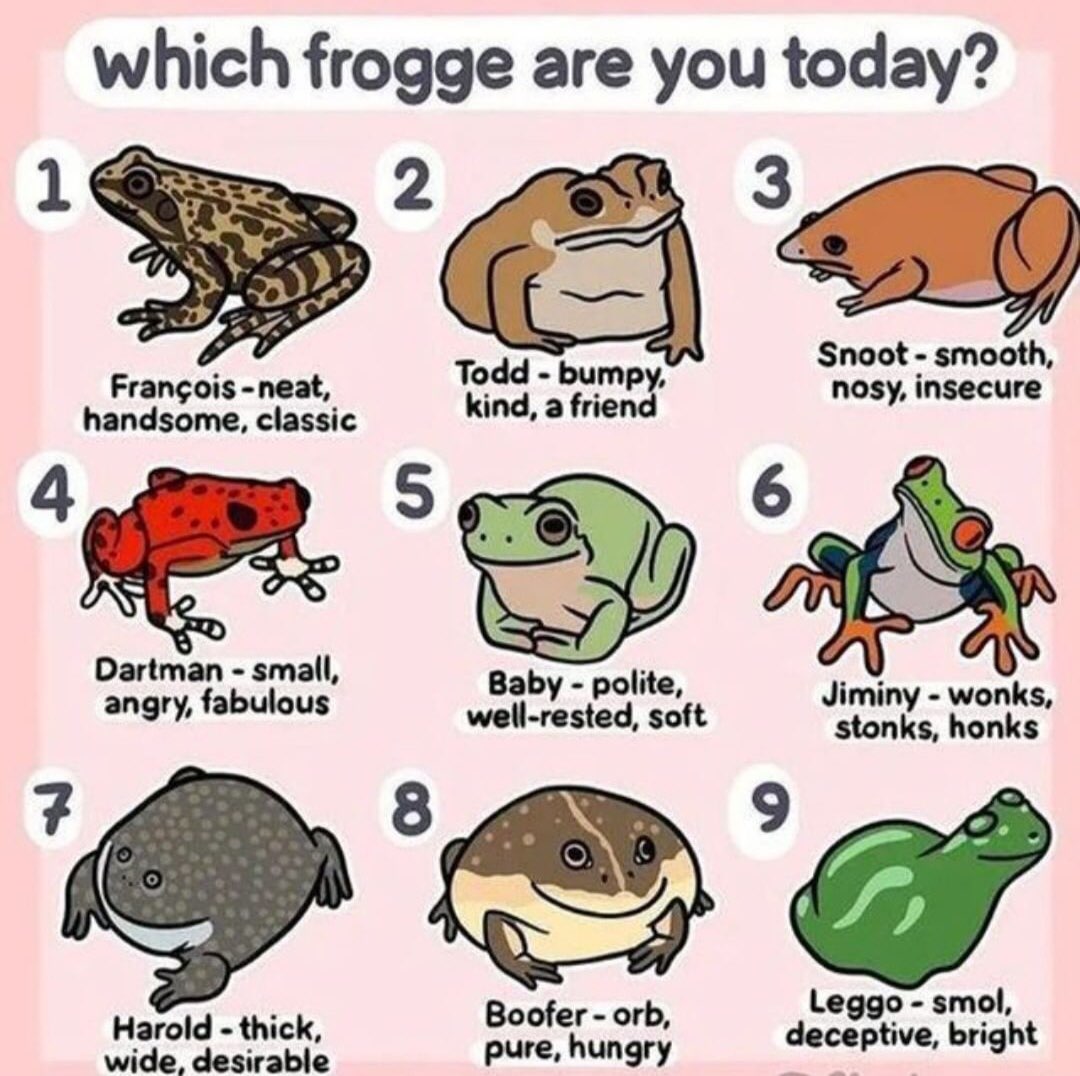 which frogge are you today?
1
François - neat,
handsome, classic
2
Todd - bumpy,
kind, a friend
3
Snoot - smooth,
nosy, insecure
4
Dartman - small,
angry, fabulous
5
Baby - polite,
well-rested, soft
6
Jiminy - wonks,
stonks, honks
7
Harold - thick,
wide, desirable
8
Boofer - orb,
pure, hungry
9
Leggo - smol,
deceptive, bright